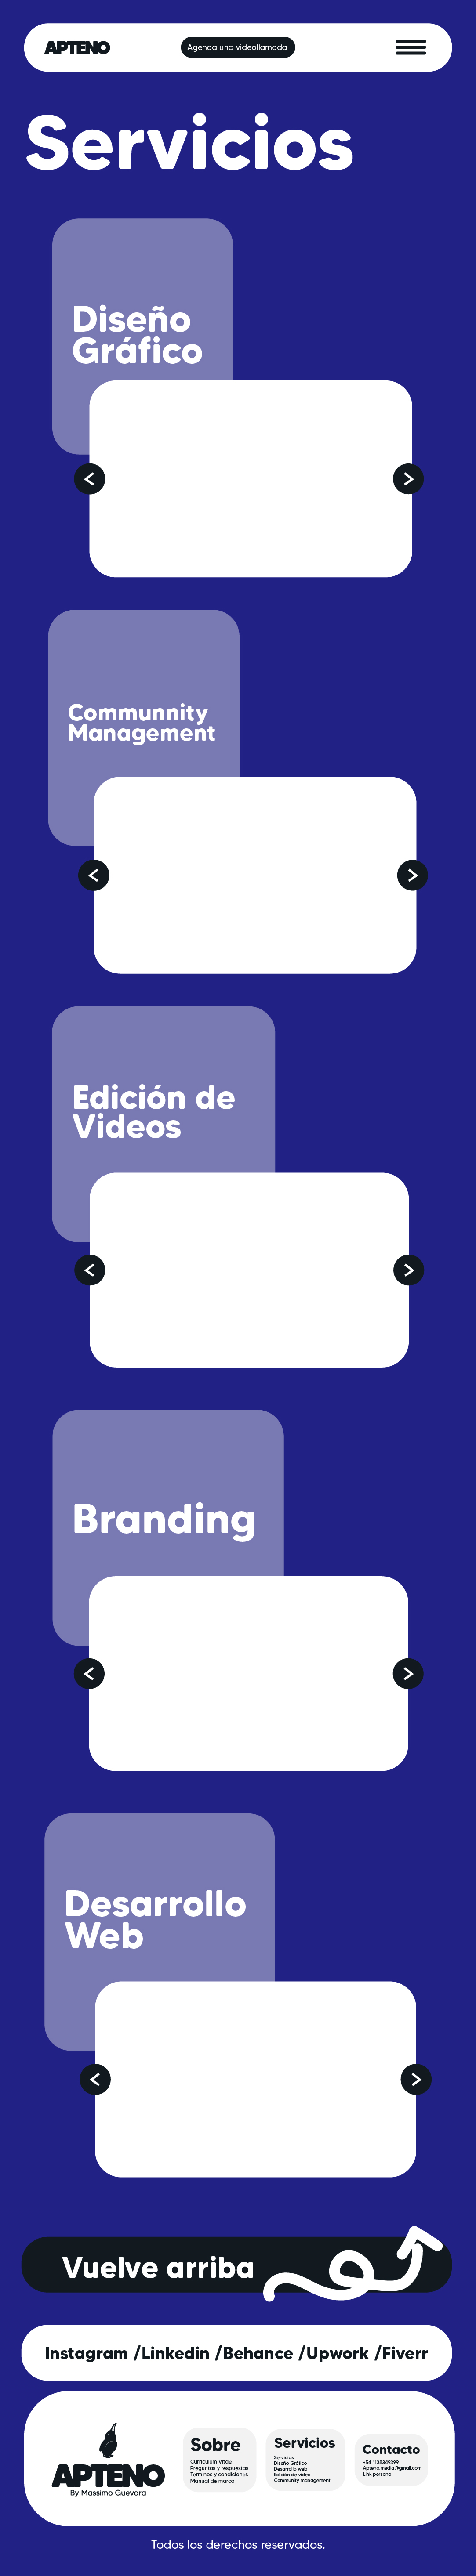 APTENO
Agenda una videollamada
Servicios
Diseño
Gráfico
Communnity
Management
Edición de
Videos
Branding
Desarrollo
Web
Vuelve arriba
Instagram /Linkedin /Behance /Upwork /Fiverr
APTENO
By Massimo Guevara
Sobre
Curriculum Vitae
Preguntas y respuestas
Terminos y condiciones
Manual de marca
Servicios
Servicios
Diseño Gráfico
Desarrollo web
Edición de video
Community management
Contacto
+54 1138349399
Apteno.media@gmail.com
Link personal
Todos los derechos reservados.